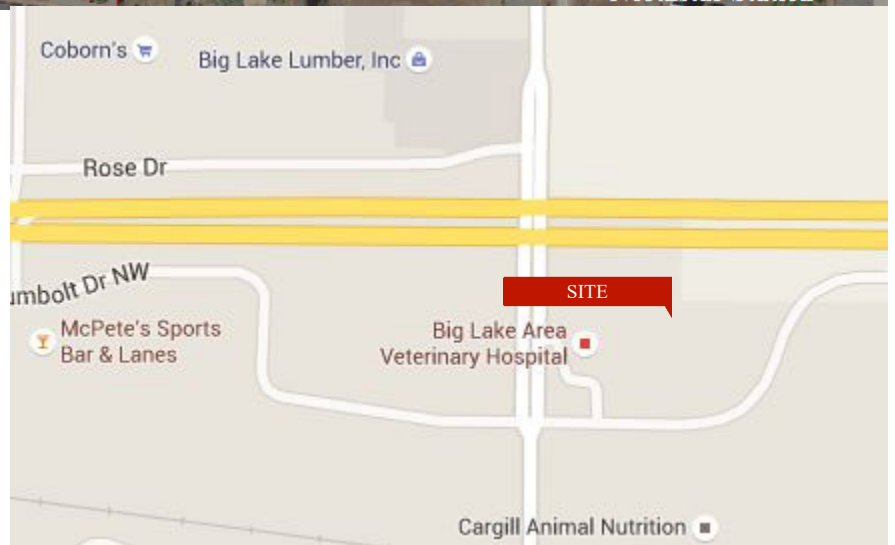 Coborn's
Big Lake Lumber, Inc
Rose Dr
umbolt Dr NW
SITE
McPete's Sports
Bar & Lanes
Big Lake Area
Veterinary Hospital
Cargill Animal Nutrition